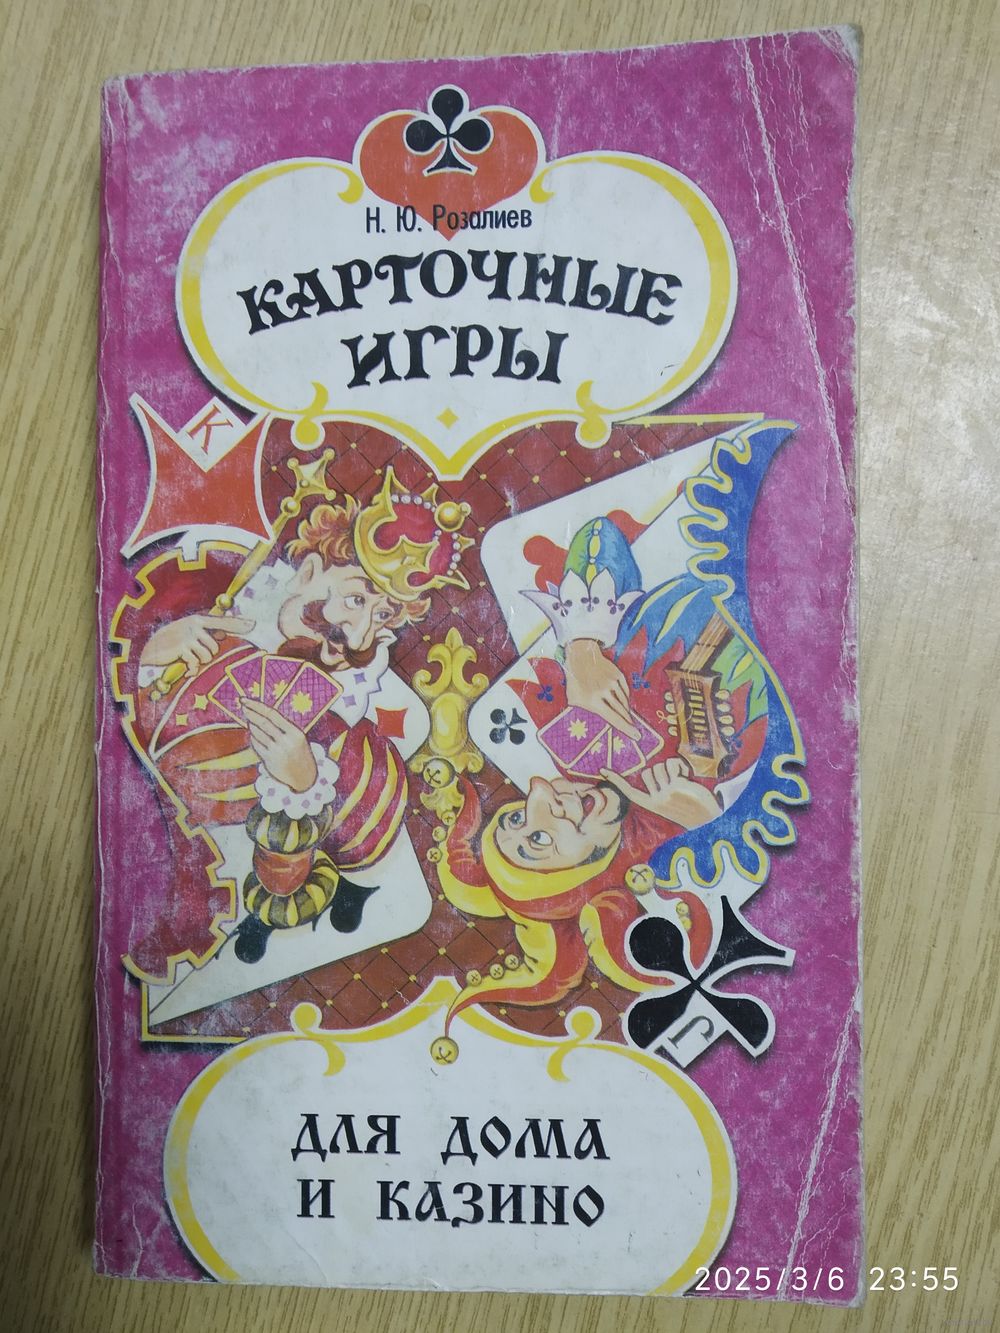 Н. Ю. Розалиев
КАРТОЧНЫЕ
ИГРЫ
К
J
ДЛЯ ДОМА
И КАЗИНО
2025/3/6 23:55